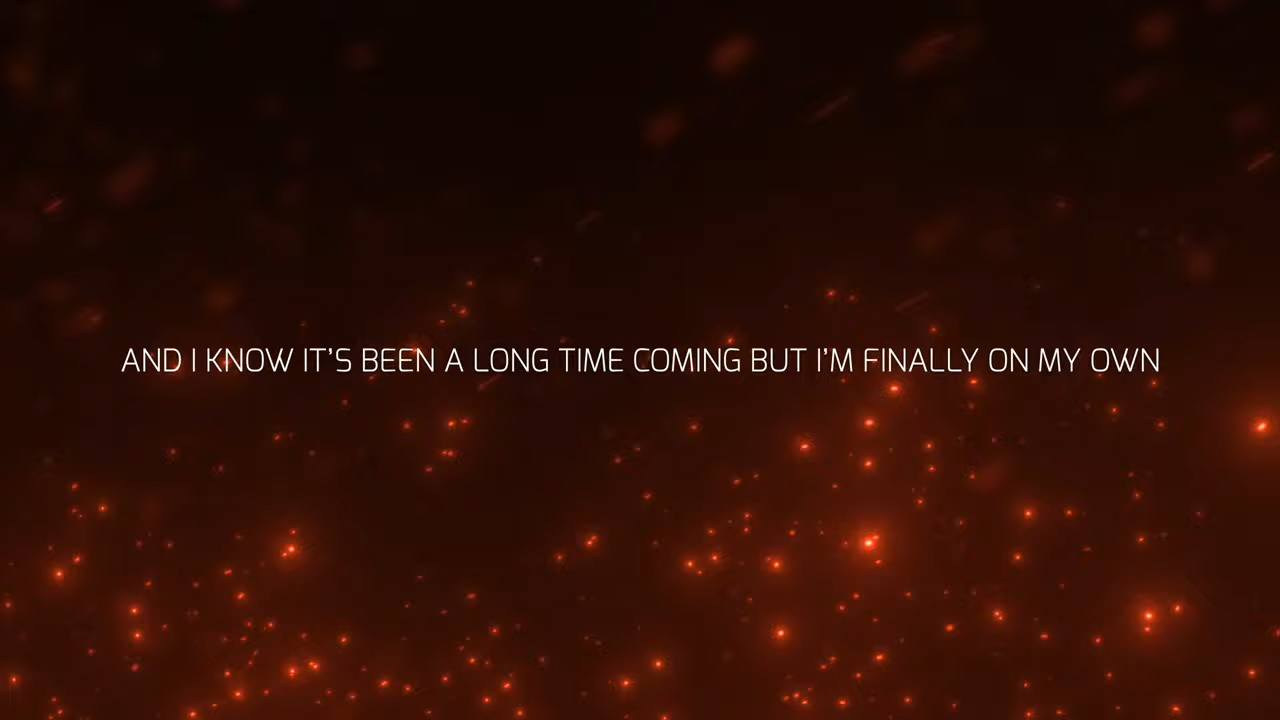 AND I KNOW IT’S BEEN A LONG TIME COMING BUT I’M FINALLY ON MY OWN